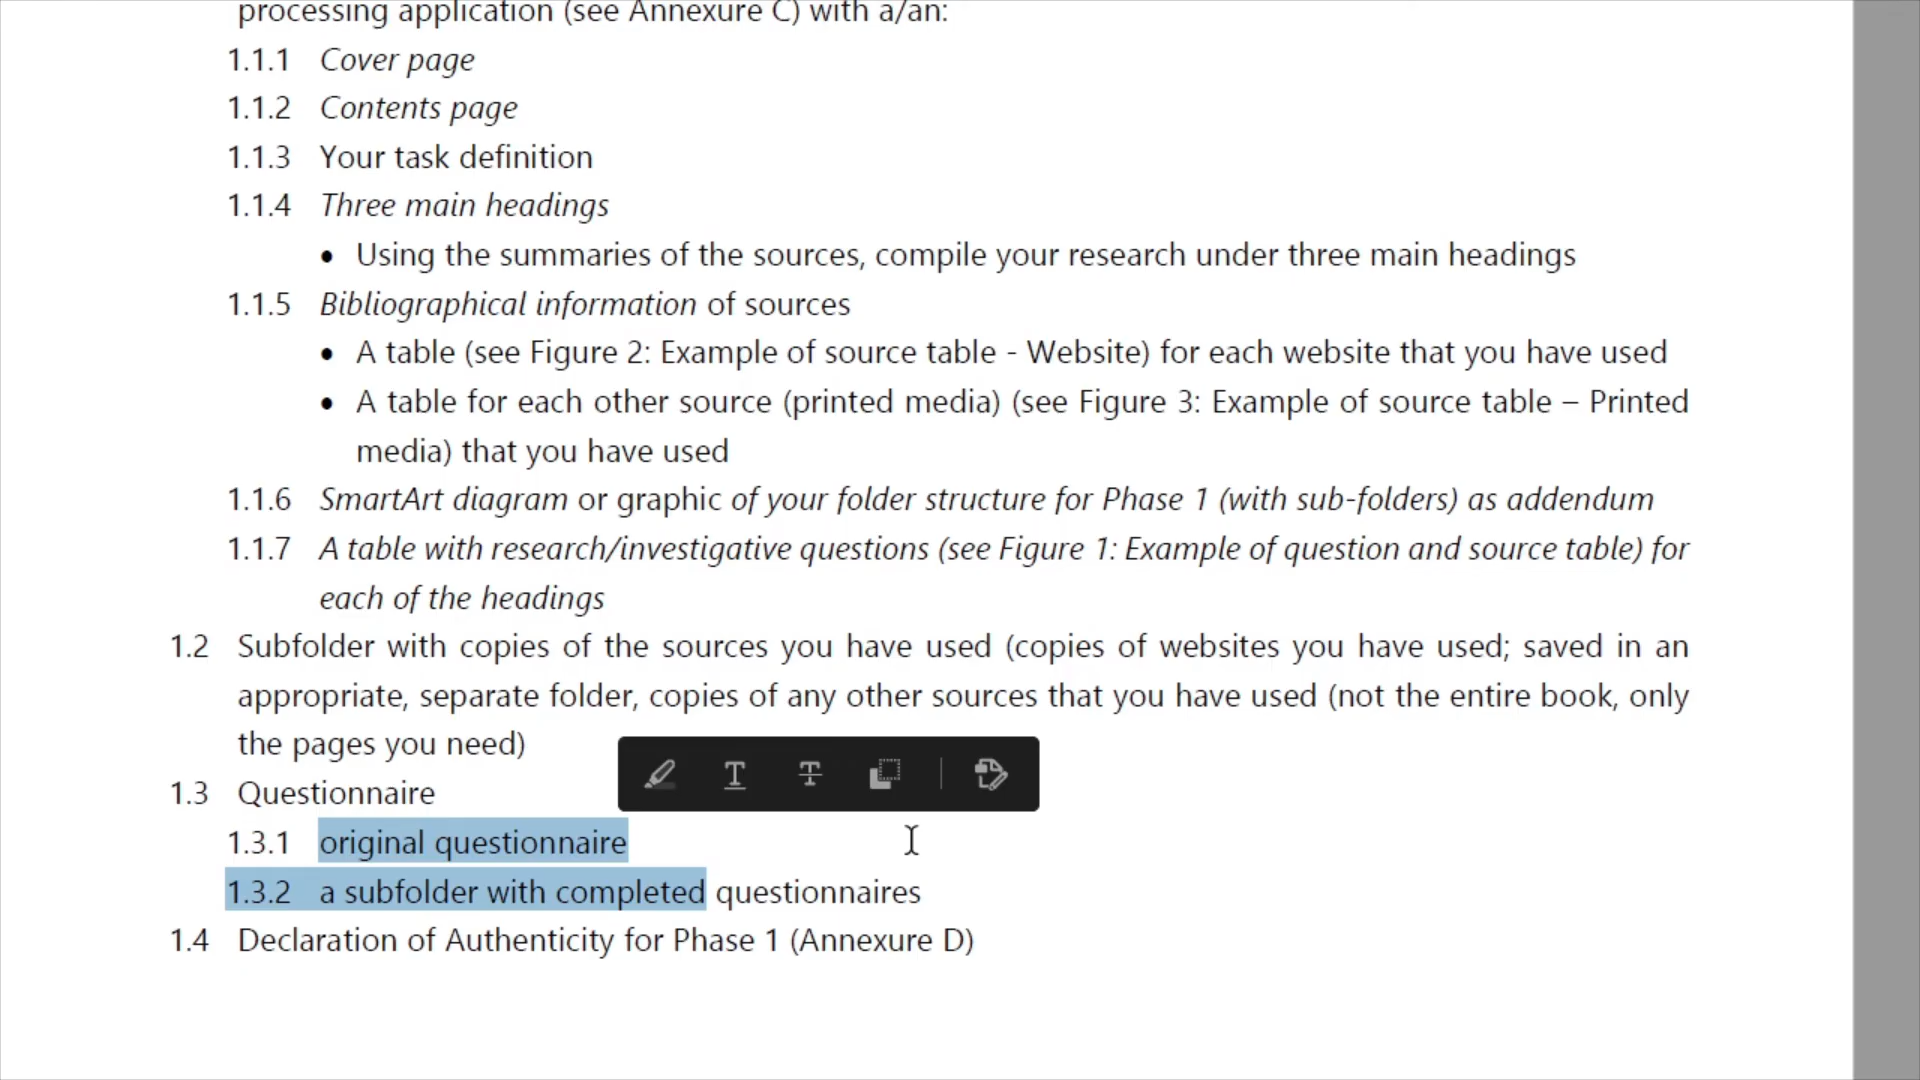 processing application (see Annexure C) with a/an:
1.1.1 Cover page
1.1.2 Contents page
1.1.3 Your task definition
1.1.4 Three main headings
• Using the summaries of the sources, compile your research under three main headings
1.1.5 Bibliographical information of sources
• A table (see Figure 2: Example of source table - Website) for each website that you have used
• A table for each other source (printed media) (see Figure 3: Example of source table – Printed
media) that you have used
1.1.6 SmartArt diagram or graphic of your folder structure for Phase 1 (with sub-folders) as addendum
1.1.7 A table with research/investigative questions (see Figure 1: Example of question and source table) for
each of the headings
1.2 Subfolder with copies of the sources you have used (copies of websites you have used; saved in an
appropriate, separate folder, copies of any other sources that you have used (not the entire book, only
the pages you need)
1.3 Questionnaire
1.3.1 original questionnaire
1.3.2 a subfolder with completed questionnaires
1.4 Declaration of Authenticity for Phase 1 (Annexure D)